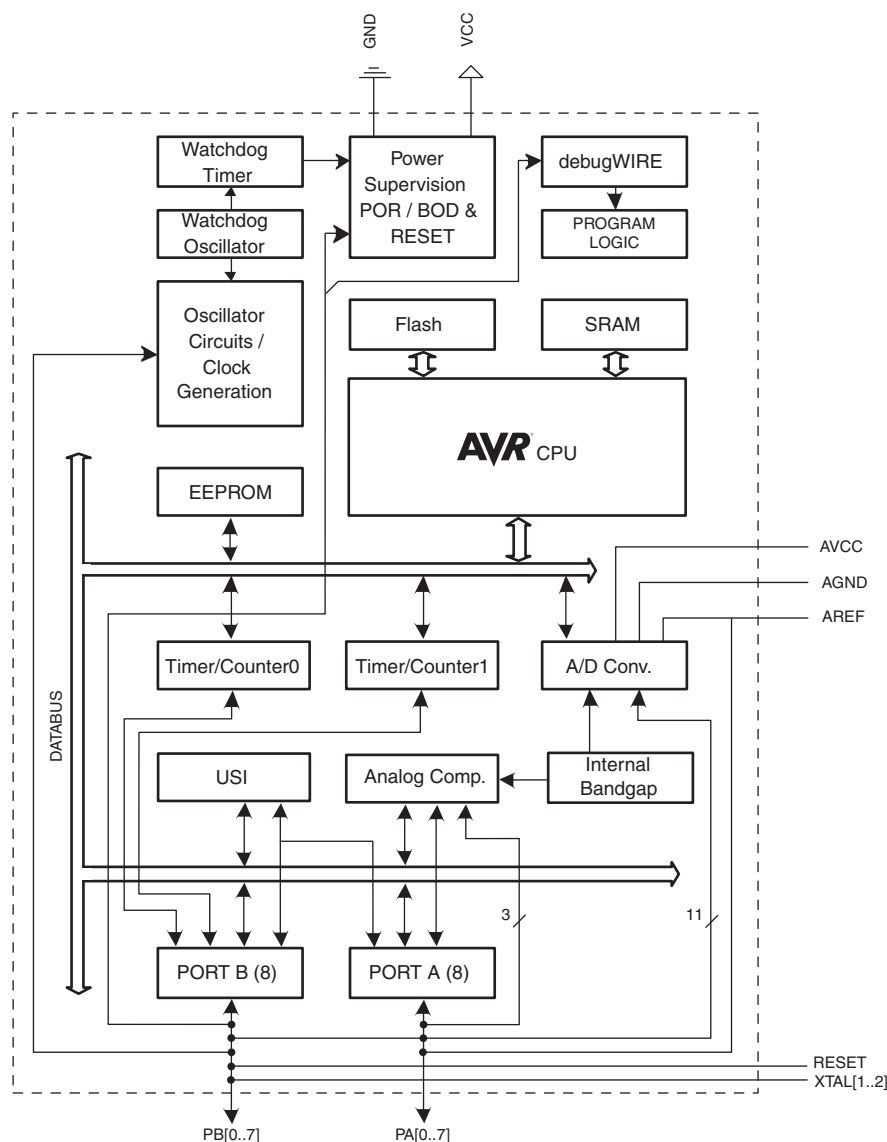 GND
VCC
Watchdog
Timer
Power
Supervision
POR / BOD &
RESET
debugWIRE
Watchdog
Oscillator
PROGRAM
LOGIC
Oscillator
Circuits /
Clock
Generation
Flash
SRAM
AVR CPU
EEPROM
AVCC
AGND
AREF
Timer/Counter0
Timer/Counter1
A/D Conv.
DATABUS
USI
Analog Comp.
Internal
Bandgap
3
11
PORT B (8)
PORT A (8)
RESET
XTAL[1..2]
PB[0..7]
PA[0..7]